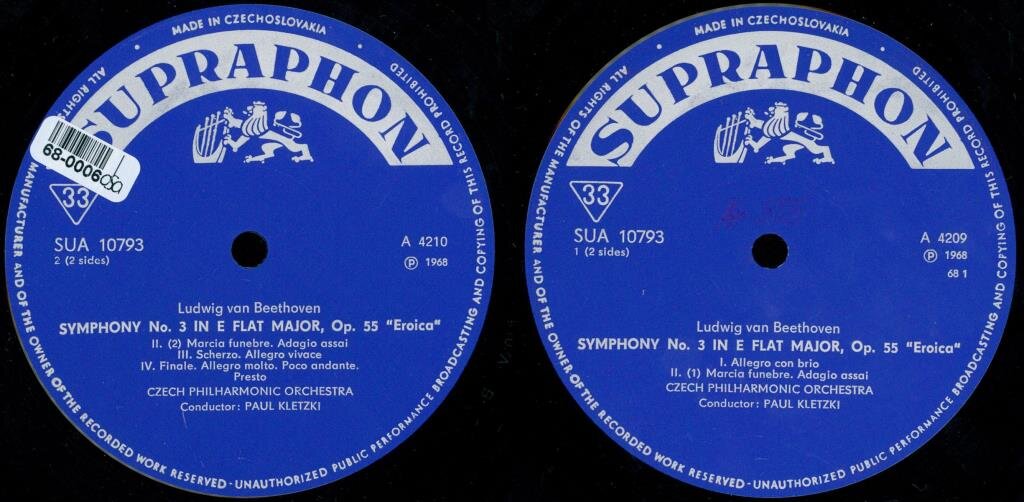 MADE IN CZECHOSLOVAKIA
SUPRAPHON
ALL RIGHTS MANUFACTURER AND OF THE OWNER OF THE RECORDED WORK RESERVED - UNAUTHORIZED PUBLIC PERFORMANCE BROADCASTING AND COPYING OF THIS RECORD PROHIBITED
68-0006080
33
SUA 10793
2 (2 sides)
A 4210
Ⓟ 1968
Ludwig van Beethoven
SYMPHONY No. 3 IN E FLAT MAJOR, Op. 55 "Eroica"
II. (2) Marcia funebre. Adagio assai
III. Scherzo. Allegro vivace
IV. Finale. Allegro molto. Poco andante.
Presto
CZECH PHILHARMONIC ORCHESTRA
Conductor: PAUL KLETZKI
MADE IN CZECHOSLOVAKIA
SUPRAPHON
ALL RIGHTS OF THE MANUFACTURER AND OF THE OWNER OF THE RECORDED WORK RESERVED - UNAUTHORIZED PUBLIC PERFORMANCE BROADCASTING AND COPYING OF THIS RECORD PROHIBITED
33
SUA 10793
1 (2 sides)
A 4209
Ⓟ 1968
68 1
Ludwig van Beethoven
SYMPHONY No. 3 IN E FLAT MAJOR, Op. 55 "Eroica"
I. Allegro con brio
II. (1) Marcia funebre. Adagio assai
CZECH PHILHARMONIC ORCHESTRA
Conductor: PAUL KLETZKI